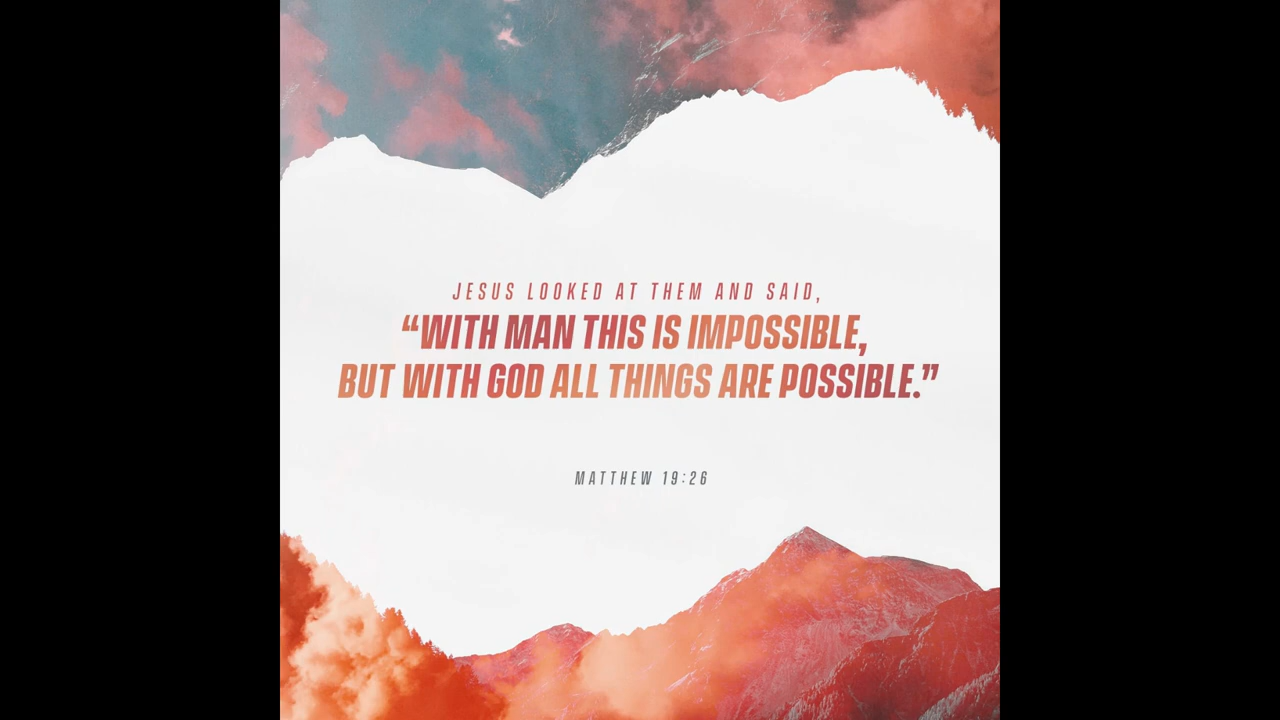 JESUS LOOKED AT THEM AND SAID,
“WITH MAN THIS IS IMPOSSIBLE,
BUT WITH GOD ALL THINGS ARE POSSIBLE.”
MATTHEW 19:26